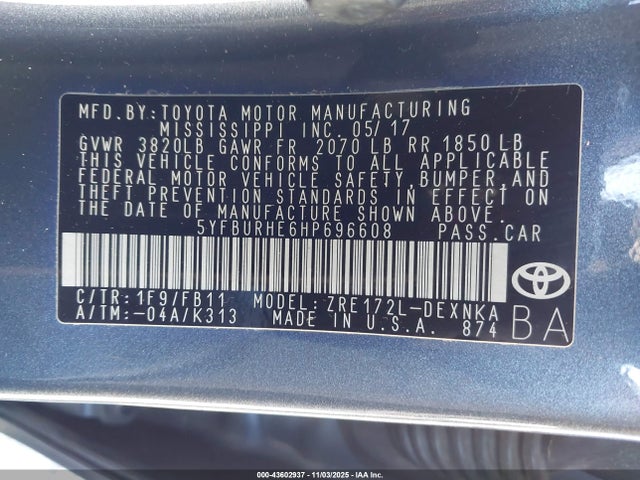 MFD.BY:TOYOTA MOTOR MANUFACTURING
MISSISSIPPI INC. 05/17
GVWR 3820LB GAWR FR 2070 LB RR 1850 LB
THIS VEHICLE CONFORMS TO ALL APPLICABLE
FEDERAL MOTOR VEHICLE SAFETY,BUMPER,AND
THEFT PREVENTION STANDARDS IN EFFECT ON
THE DATE OF MANUFACTURE SHOWN ABOVE.
5YFBURHE6HP696608 PASS.CAR
C/TR:1F9/FB11 MODEL:ZRE172L-DEXNKA
A/TM:-04A/K313 MADE IN U.S.A. 874
BA
000-43602937 - 11/03/2025 - IAA Inc.